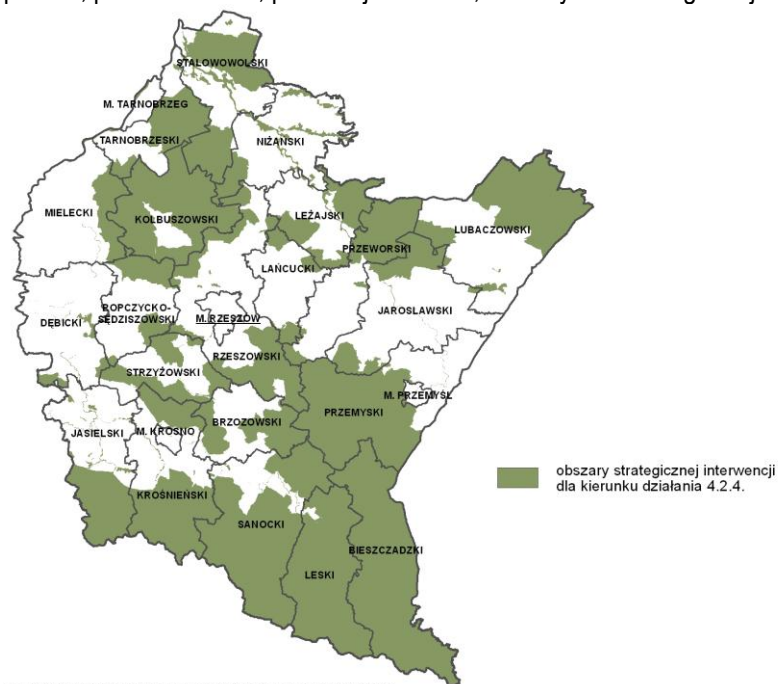 STALOWOWOLSKI
M. TARNOBRZEG
TARNOBRZESKI
NIŻAŃSKI
MIELECKI
KOLBUSZOWSKI
LEŻAJSKI
LUBACZOWSKI
PRZEWORSKI
ŁAŃCUCKI
ROPCZYCKO-
SĘDZISZOWSKI
M. RZESZÓW
JAROSŁAWSKI
DĘBICKI
RZESZOWSKI
STRZYŻOWSKI
M. PRZEMYŚL
PRZEMYSKI
BRZOZOWSKI
JASIELSKI
M. KROSNO
obszary strategicznej interwencji
dla kierunku działania 4.2.4.
KROŚNIEŃSKI
SANOCKI
BIESZCZADZKI
LESKI